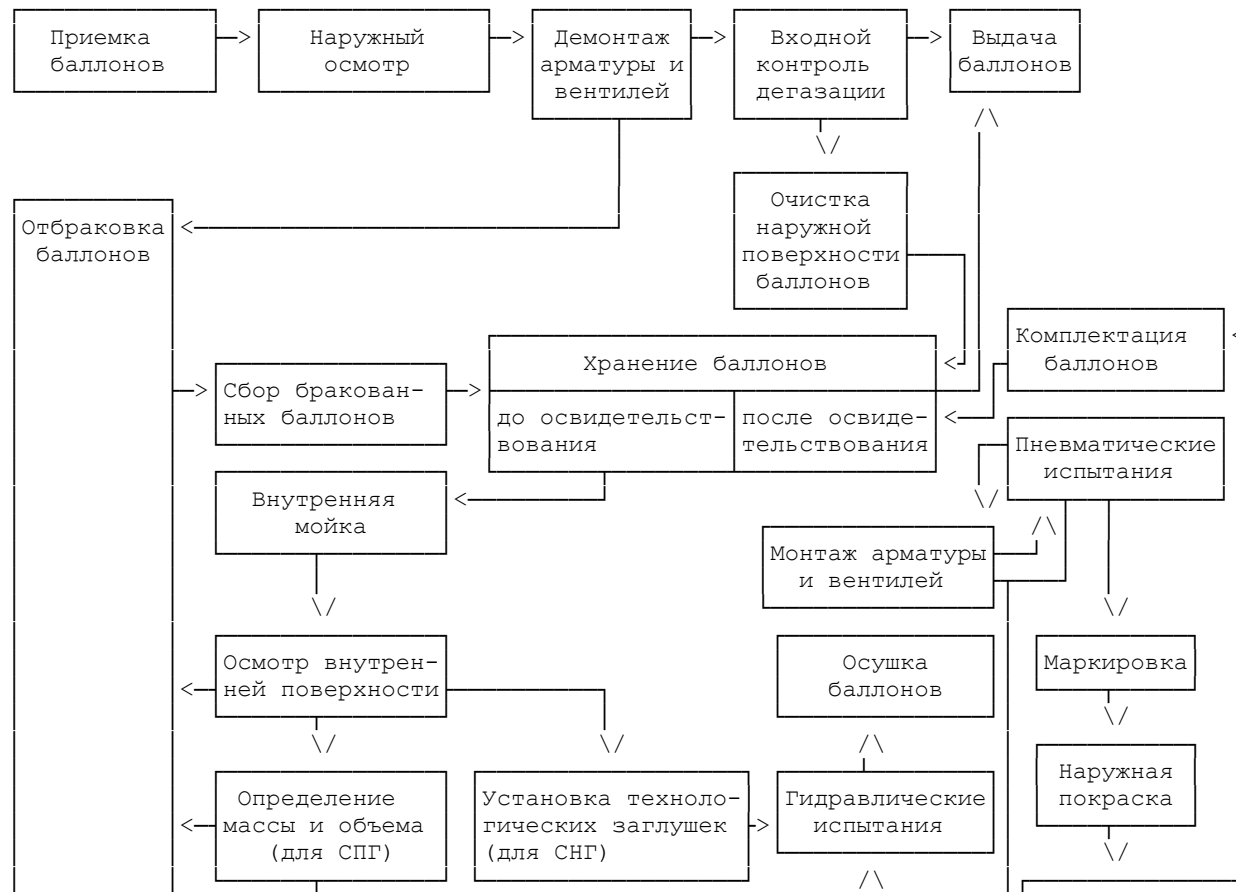 Приемка
баллонов
Наружный
осмотр
Демонтаж
арматуры и
вентилей
Входной
контроль
дегазации
Выдача
баллонов
Очистка
наружной
поверхности
баллонов
Отбраковка
баллонов
Комплектация
баллонов
Хранение баллонов
Сбор бракован-
ных баллонов
до освидетельст-
вования
после освиде-
тельствования
Пневматические
испытания
Внутренняя
мойка
Монтаж арматуры
и вентилей
Осмотр внутрен-
ней поверхности
Осушка
баллонов
Маркировка
Наружная
покраска
Определение
массы и объема
(для СПГ)
Установка техноло-
гических заглушек
(для СНГ)
Гидравлические
испытания